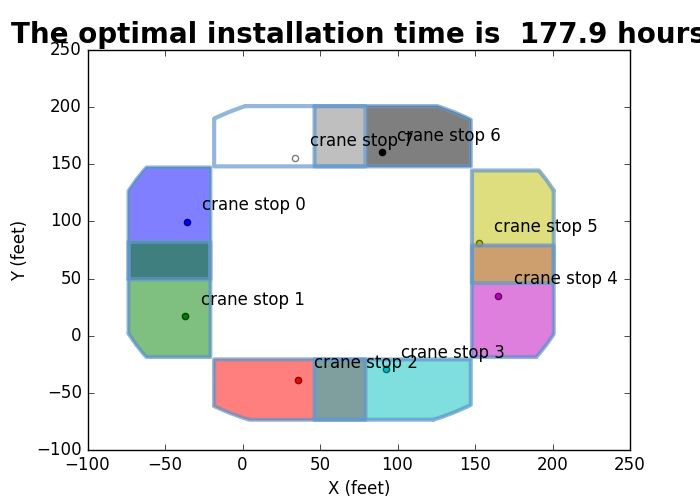 The optimal installation time is 177.9 hours
250
200
150
100
50
0
−50
−100
−100
−50
0
50
100
150
200
250
X (feet)
Y (feet)
crane stop 7
crane stop 6
crane stop 0
crane stop 5
crane stop 4
crane stop 1
crane stop 3
crane stop 2